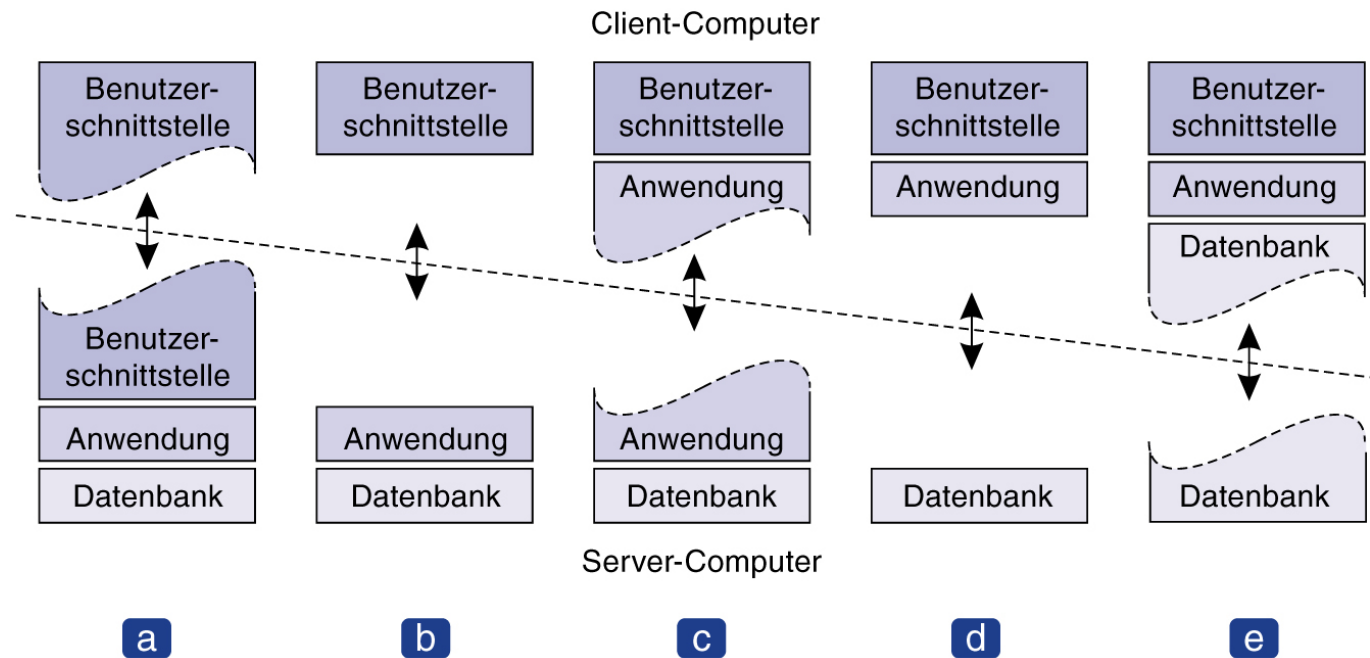 Client-Computer
Benutzer-
schnittstelle
Benutzer-
schnittstelle
Anwendung
Datenbank
a
Benutzer-
schnittstelle
Anwendung
Datenbank
b
Benutzer-
schnittstelle
Anwendung
Anwendung
Datenbank
c
Benutzer-
schnittstelle
Anwendung
Datenbank
d
Benutzer-
schnittstelle
Anwendung
Datenbank
Datenbank
e
Server-Computer